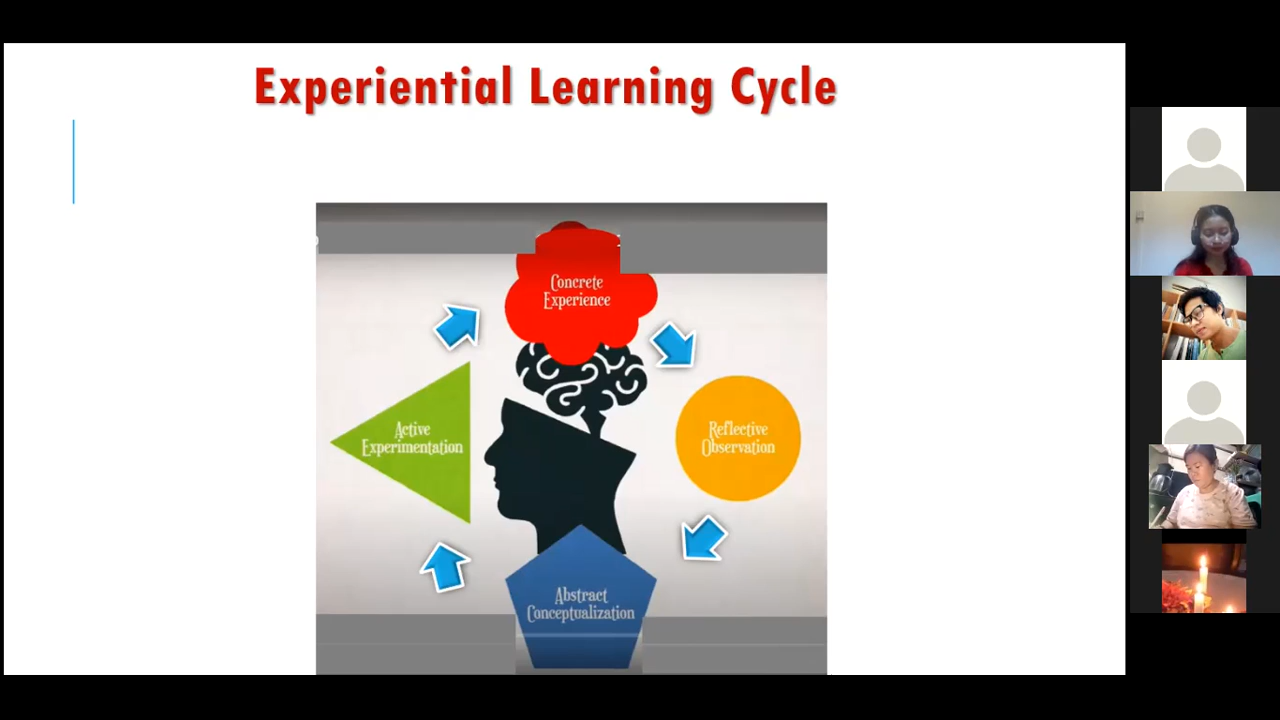 Experiential Learning Cycle
Concrete
Experience
Reflective
Observation
Abstract
Conceptualization
Active
Experimentation